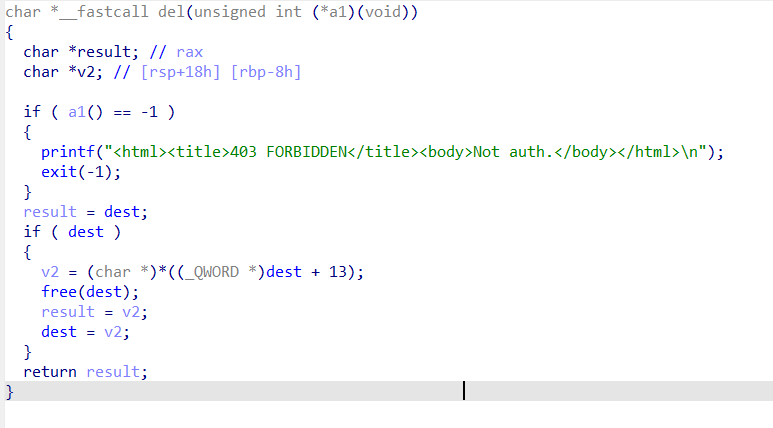 char *__fastcall del(unsigned int (*a1)(void))
{
  char *result; // rax
  char *v2; // [rsp+18h] [rbp-8h]

  if ( a1() == -1 )
  {
    printf("<html><title>403 FORBIDDEN</title><body>Not auth.</body></html>\n");
    exit(-1);
  }
  result = dest;
  if ( dest )
  {
    v2 = (char *)*((_QWORD *)dest + 13);
    free(dest);
    result = v2;
    dest = v2;
  }
  return result;
}